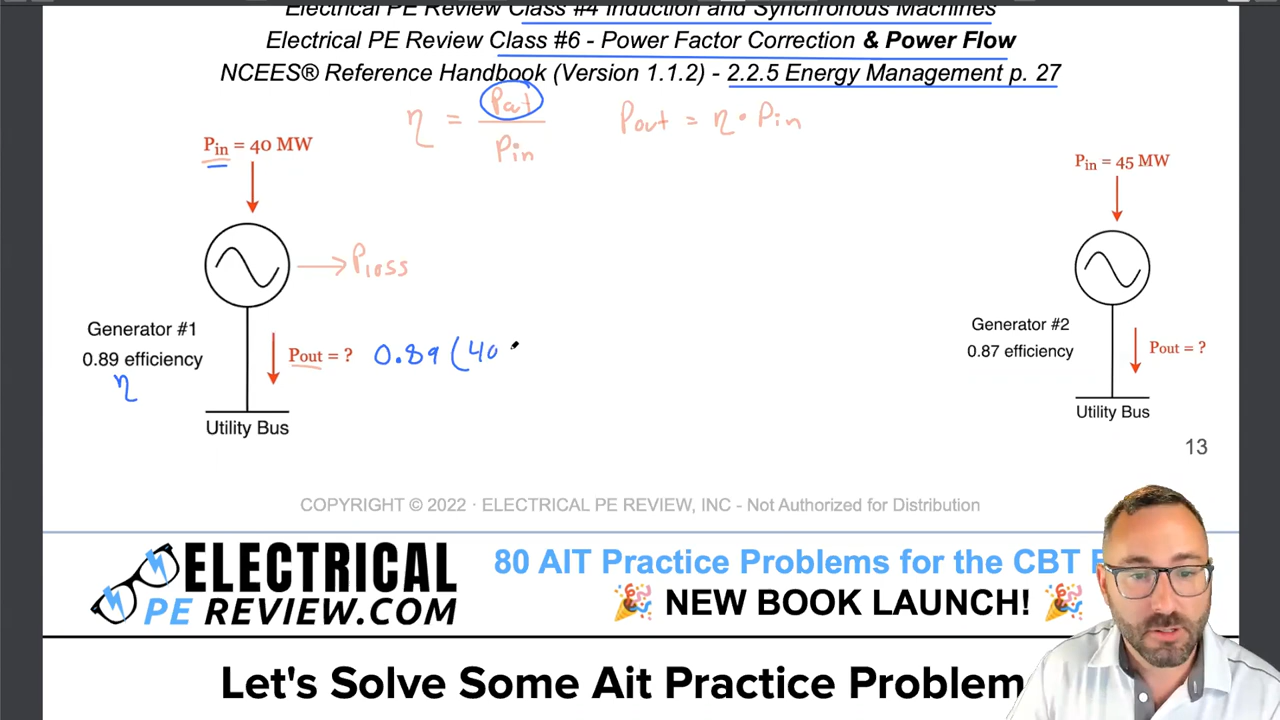 Electrical PE Review Class #4 Induction and Synchronous Machines
Electrical PE Review Class #6 - Power Factor Correction & Power Flow
NCEES® Reference Handbook (Version 1.1.2) - 2.2.5 Energy Management p. 27
η = Pout / Pin
Pout = η • Pin
Pin = 40 MW
Pin = 45 MW
Ploss
Generator #1
0.89 efficiency
η
Pout = ? 0.89 (40
Utility Bus
Generator #2
0.87 efficiency
Pout = ?
Utility Bus
13
COPYRIGHT © 2022 · ELECTRICAL PE REVIEW, INC - Not Authorized for Distribution
ELECTRICAL
PE REVIEW.COM
80 AIT Practice Problems for the CBT
🎉 NEW BOOK LAUNCH! 🎉
Let's Solve Some Ait Practice Problem